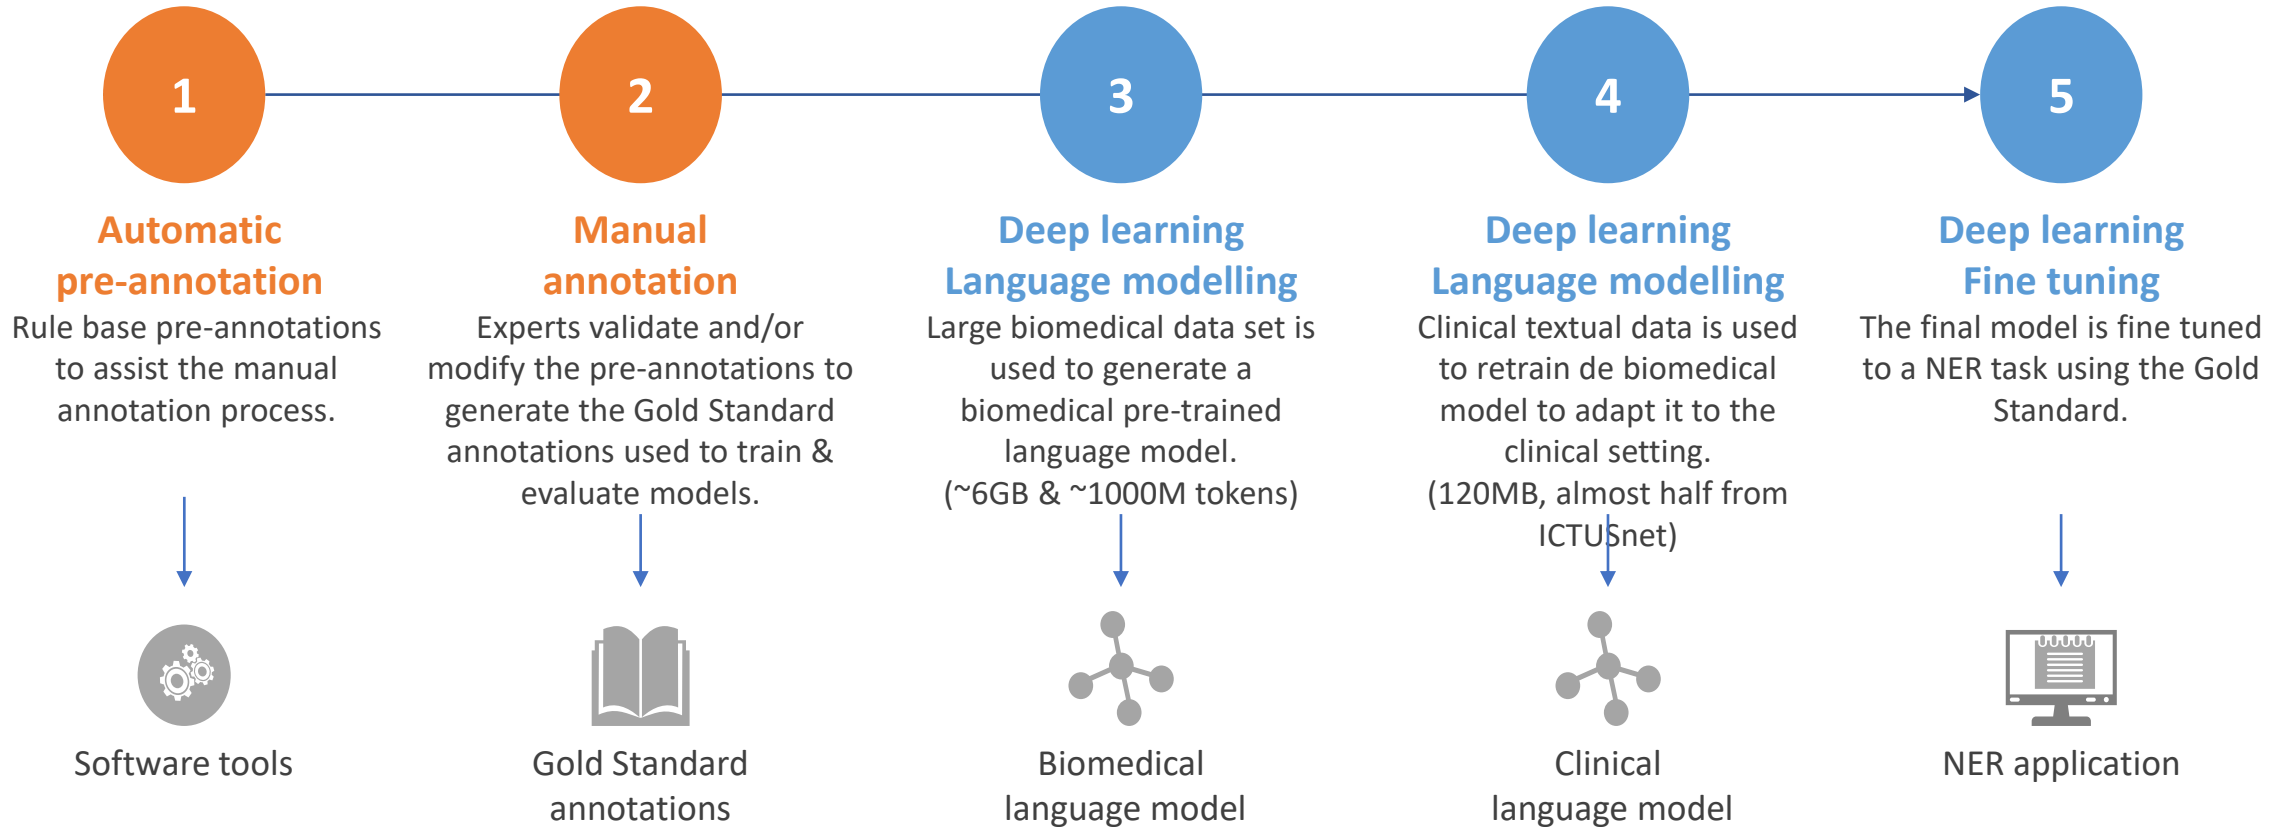 1
Automatic
pre-annotation
Rule base pre-annotations
to assist the manual
annotation process.
Software tools
2
Manual
annotation
Experts validate and/or
modify the pre-annotations to
generate the Gold Standard
annotations used to train &
evaluate models.
Gold Standard
annotations
3
Deep learning
Language modelling
Large biomedical data set is
used to generate a
biomedical pre-trained
language model.
(~6GB & ~1000M tokens)
Biomedical
language model
4
Deep learning
Language modelling
Clinical textual data is used
to retrain de biomedical
model to adapt it to the
clinical setting.
(120MB, almost half from
ICTUSnet)
Clinical
language model
5
Deep learning
Fine tuning
The final model is fine tuned
to a NER task using the Gold
Standard.
NER application